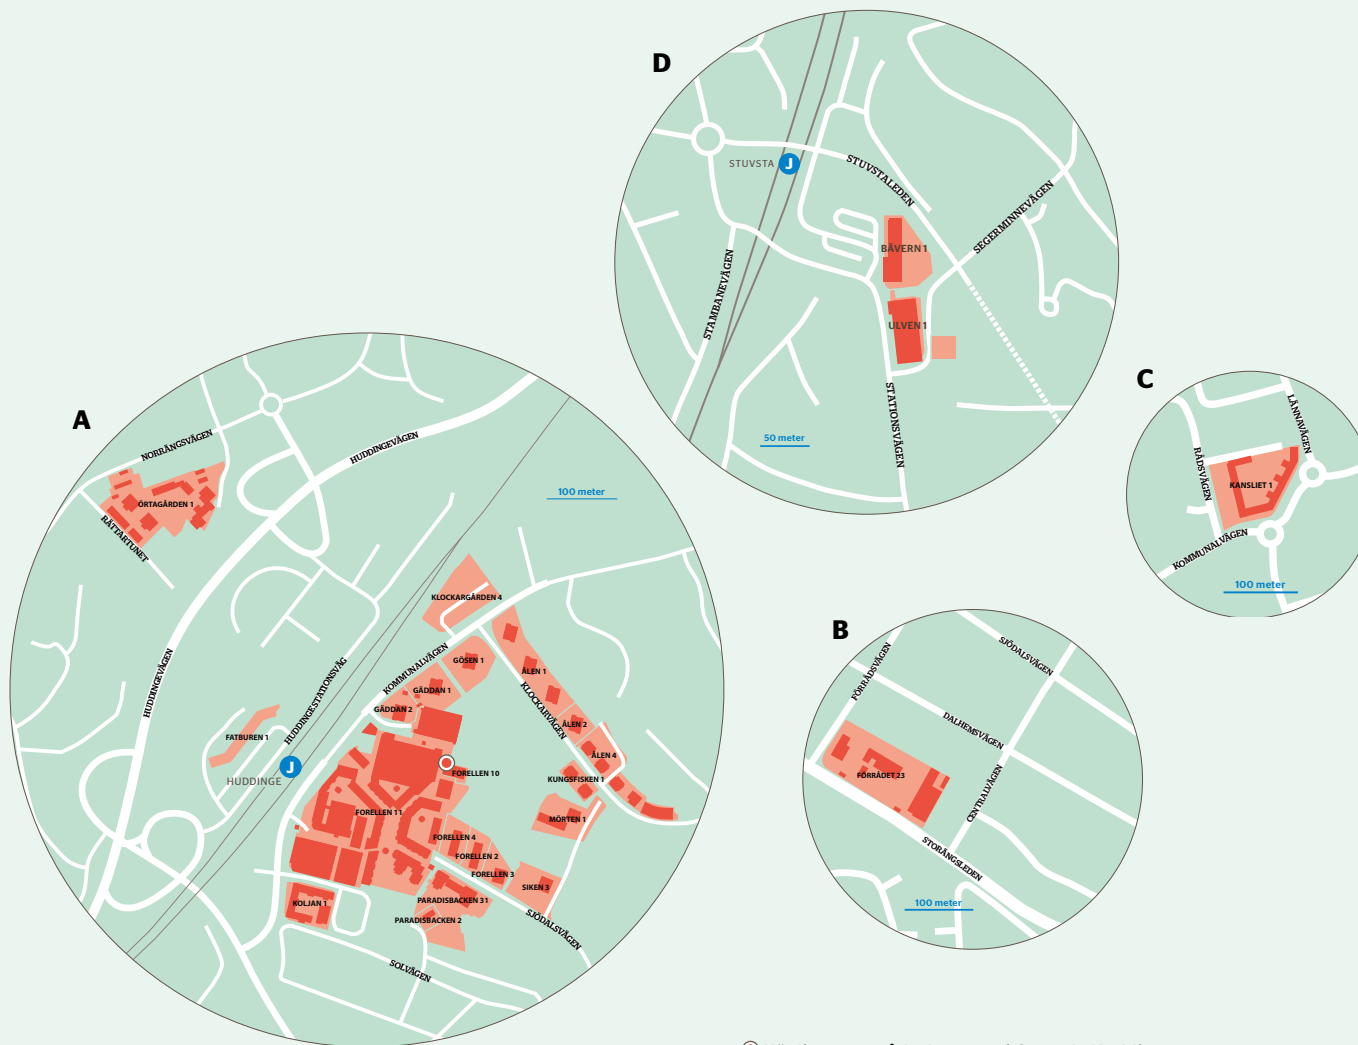 D
STUVSTA
J
STUVSTALEDEN
SEGERMINNEVÄGEN
BÄVERN 1
STAMBANEVÄGEN
ULVEN 1
STATIONSVÄGEN
50 meter
C
LÄNNAVÄGEN
RÅDSVÄGEN
KANSLIET 1
KOMMUNALVÄGEN
100 meter
A
NORRÄNGSVÄGEN
HUDDINGEVÄGEN
ÖRTAGÅRDEN 1
RÄTTARTUNET
100 meter
KLOCKARGÅRDEN 4
KOMMUNALVÄGEN
GÖSEN 1
ÅLEN 1
HUDDINGEVÄGEN
HUDDINGE STATIONSVÄG
GÄDDAN 1
GÄDDAN 2
KLOCKARVÄGEN
ÅLEN 2
FATBUREN 1
ÅLEN 4
HUDDINGE
J
FORELLEN 10
KUNGSFISKEN 1
FORELLEN 11
MÖRTEN 1
FORELLEN 4
FORELLEN 2
FORELLEN 3
SIKEN 3
KOLJAN 1
PARADISBACKEN 31
PARADISBACKEN 2
SJÖDALSVÄGEN
SOLVÄGEN
B
SJÖDALSVÄGEN
FÖRRÅDSVÄGEN
DALHEMSVÄGEN
FÖRRÅDET 23
CENTRALVÄGEN
STORÄNGSLEDEN
100 meter